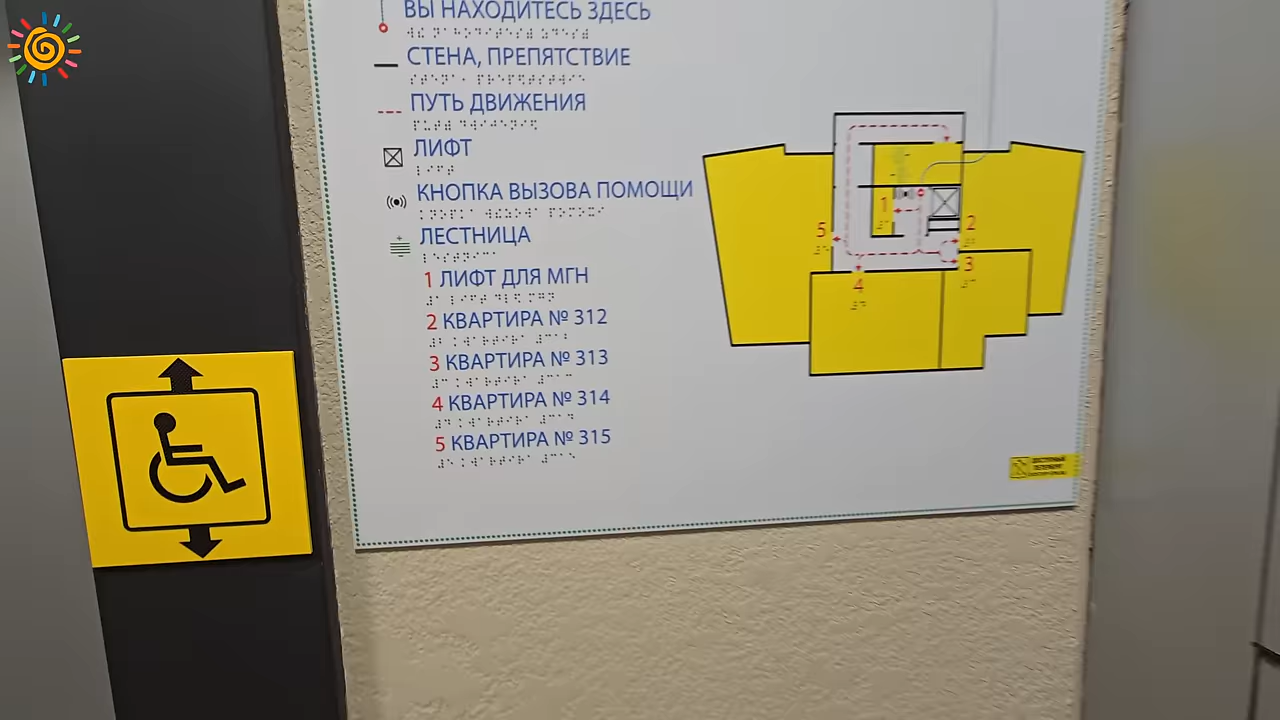 ВЫ НАХОДИТЕСЬ ЗДЕСЬ
СТЕНА, ПРЕПЯТСТВИЕ
ПУТЬ ДВИЖЕНИЯ
ЛИФТ
КНОПКА ВЫЗОВА ПОМОЩИ
ЛЕСТНИЦА
1 ЛИФТ ДЛЯ МГН
2 КВАРТИРА № 312
3 КВАРТИРА № 313
4 КВАРТИРА № 314
5 КВАРТИРА № 315
1
2
5
3
4